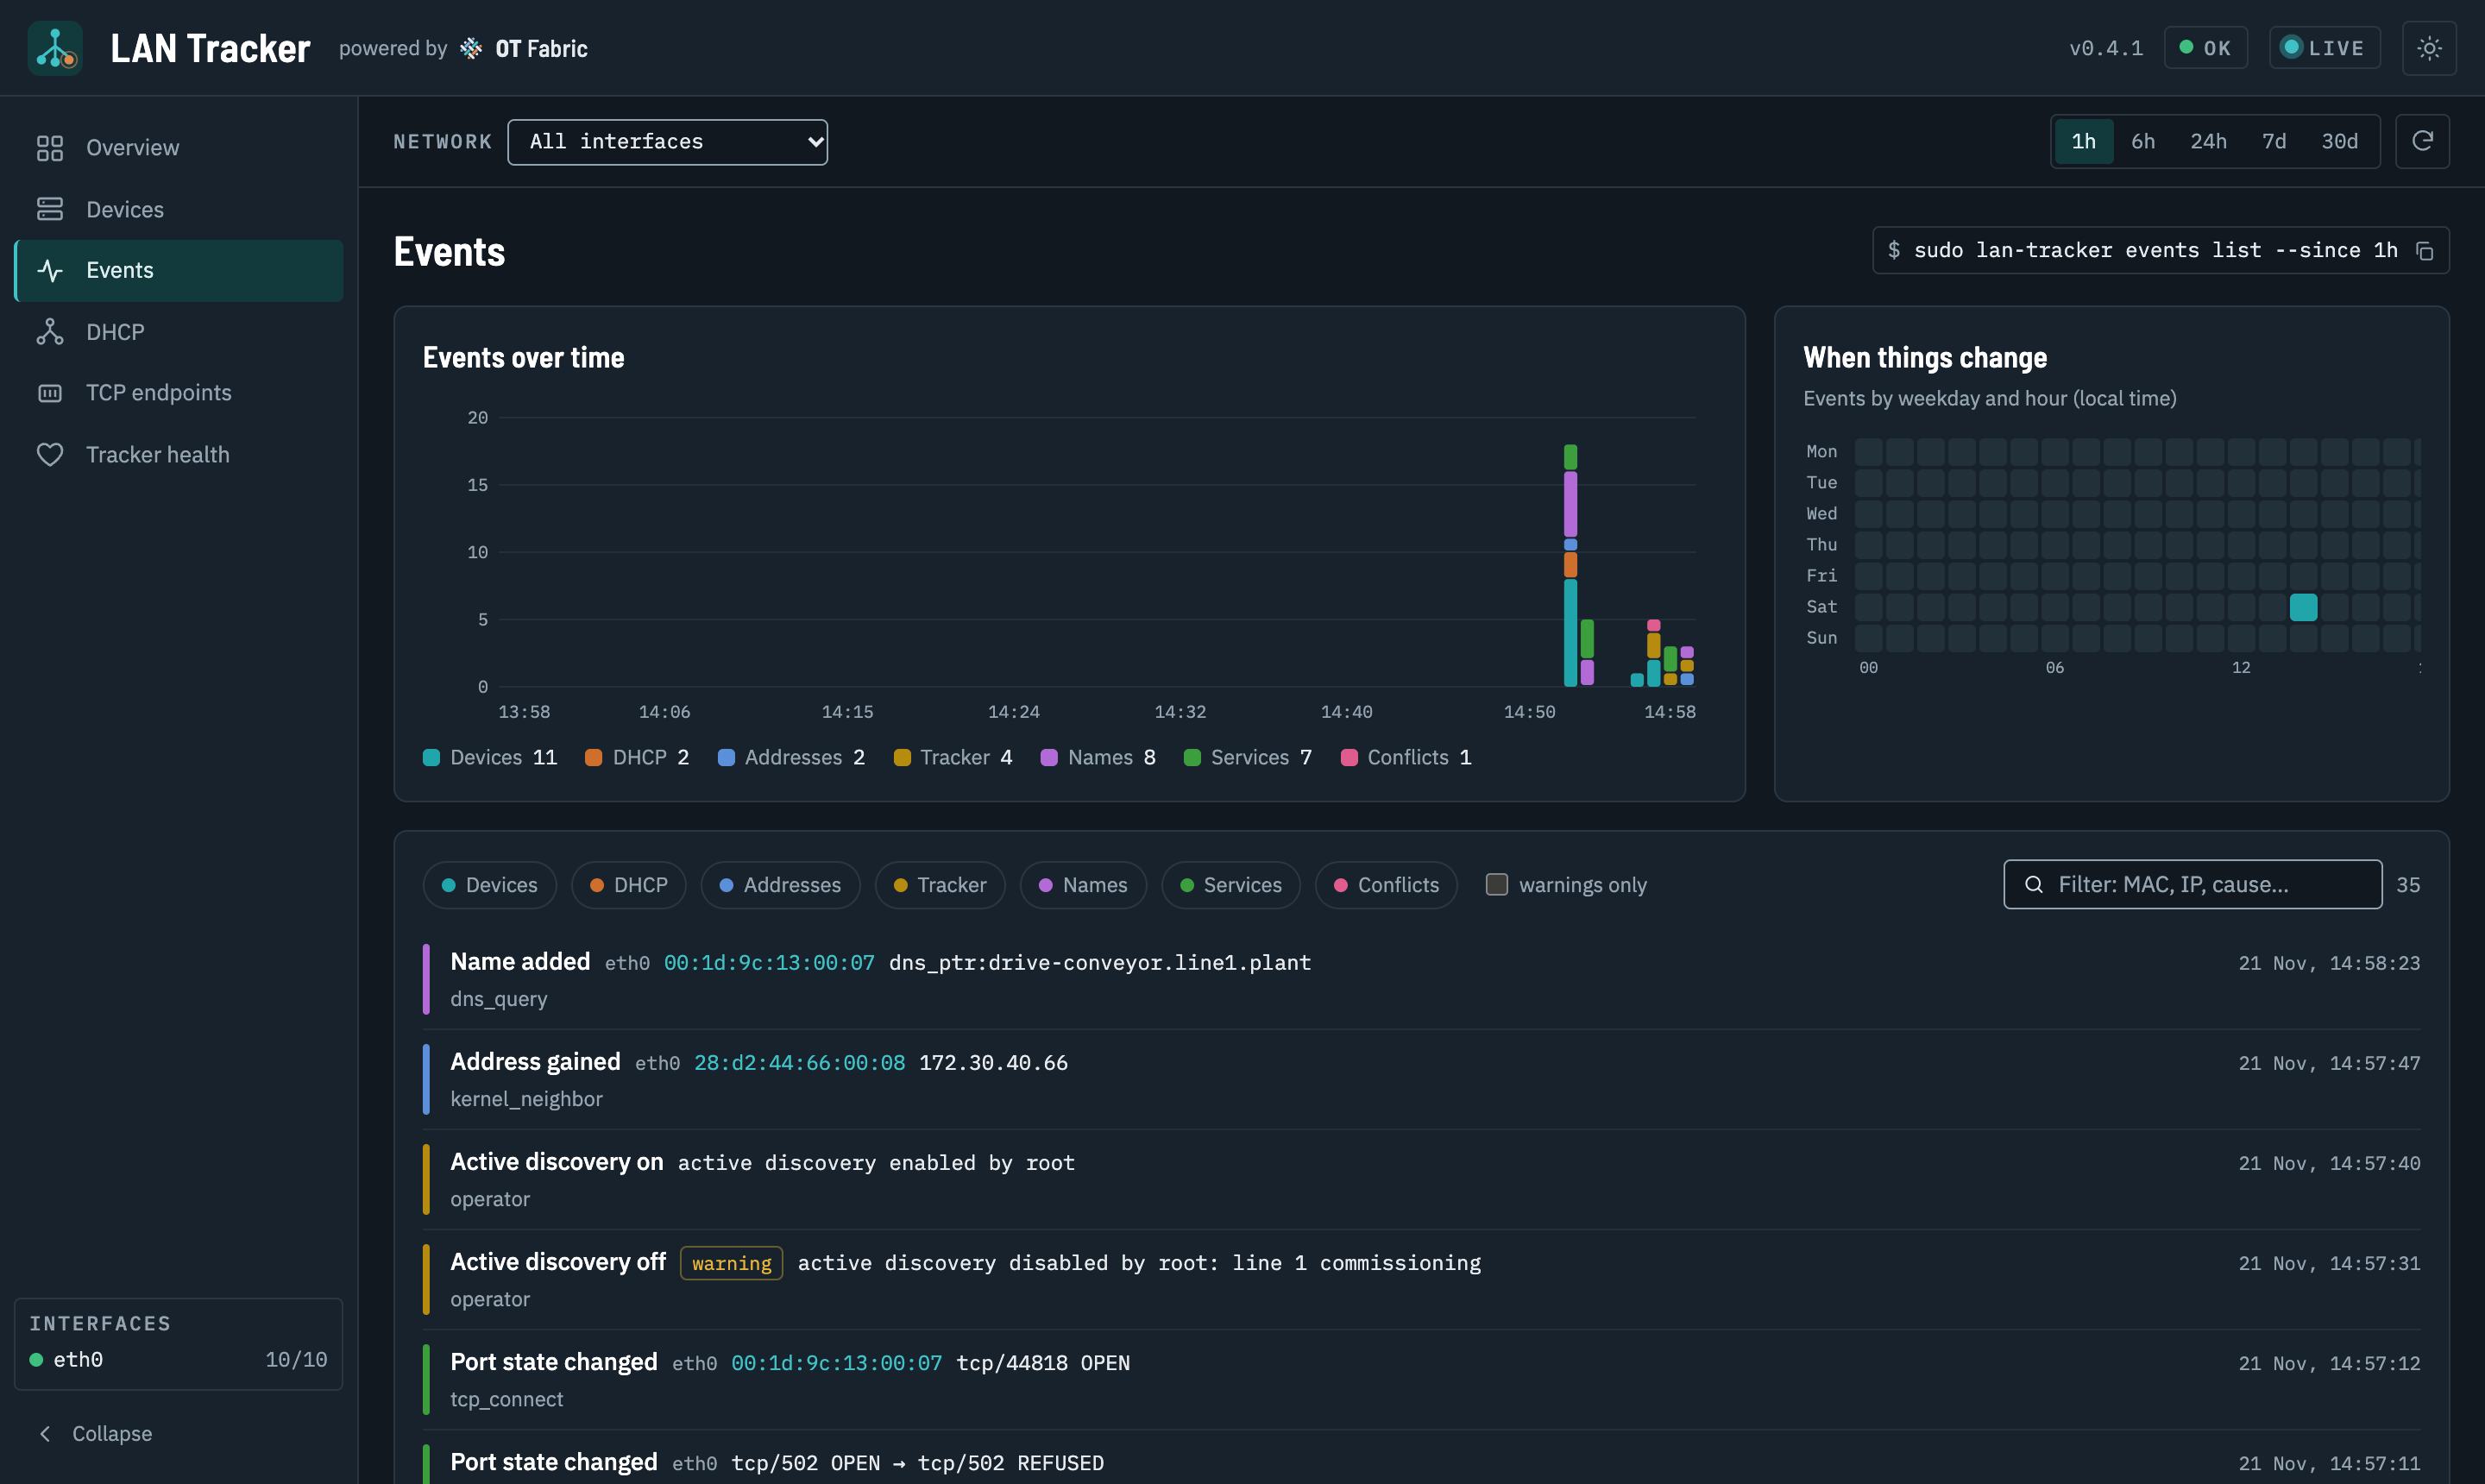 LAN Tracker powered by OT Fabric
v0.4.1 OK LIVE
Overview
Devices
Events
DHCP
TCP endpoints
Tracker health
INTERFACES
eth0 10/10
Collapse
NETWORK All interfaces
1h 6h 24h 7d 30d
Events
$ sudo lan-tracker events list --since 1h
Events over time
20
15
10
5
0
13:58 14:06 14:15 14:24 14:32 14:40 14:50 14:58
Devices 11 DHCP 2 Addresses 2 Tracker 4 Names 8 Services 7 Conflicts 1
When things change
Events by weekday and hour (local time)
Mon
Tue
Wed
Thu
Fri
Sat
Sun
00 06 12
Devices DHCP Addresses Tracker Names Services Conflicts warnings only
Filter: MAC, IP, cause... 35
Name added eth0 00:1d:9c:13:00:07 dns_ptr:drive-conveyor.line1.plant 21 Nov, 14:58:23
dns_query
Address gained eth0 28:d2:44:66:00:08 172.30.40.66 21 Nov, 14:57:47
kernel_neighbor
Active discovery on active discovery enabled by root 21 Nov, 14:57:40
operator
Active discovery off warning active discovery disabled by root: line 1 commissioning 21 Nov, 14:57:31
operator
Port state changed eth0 00:1d:9c:13:00:07 tcp/44818 OPEN 21 Nov, 14:57:12
tcp_connect
Port state changed eth0 tcp/502 OPEN → tcp/502 REFUSED 21 Nov, 14:57:11